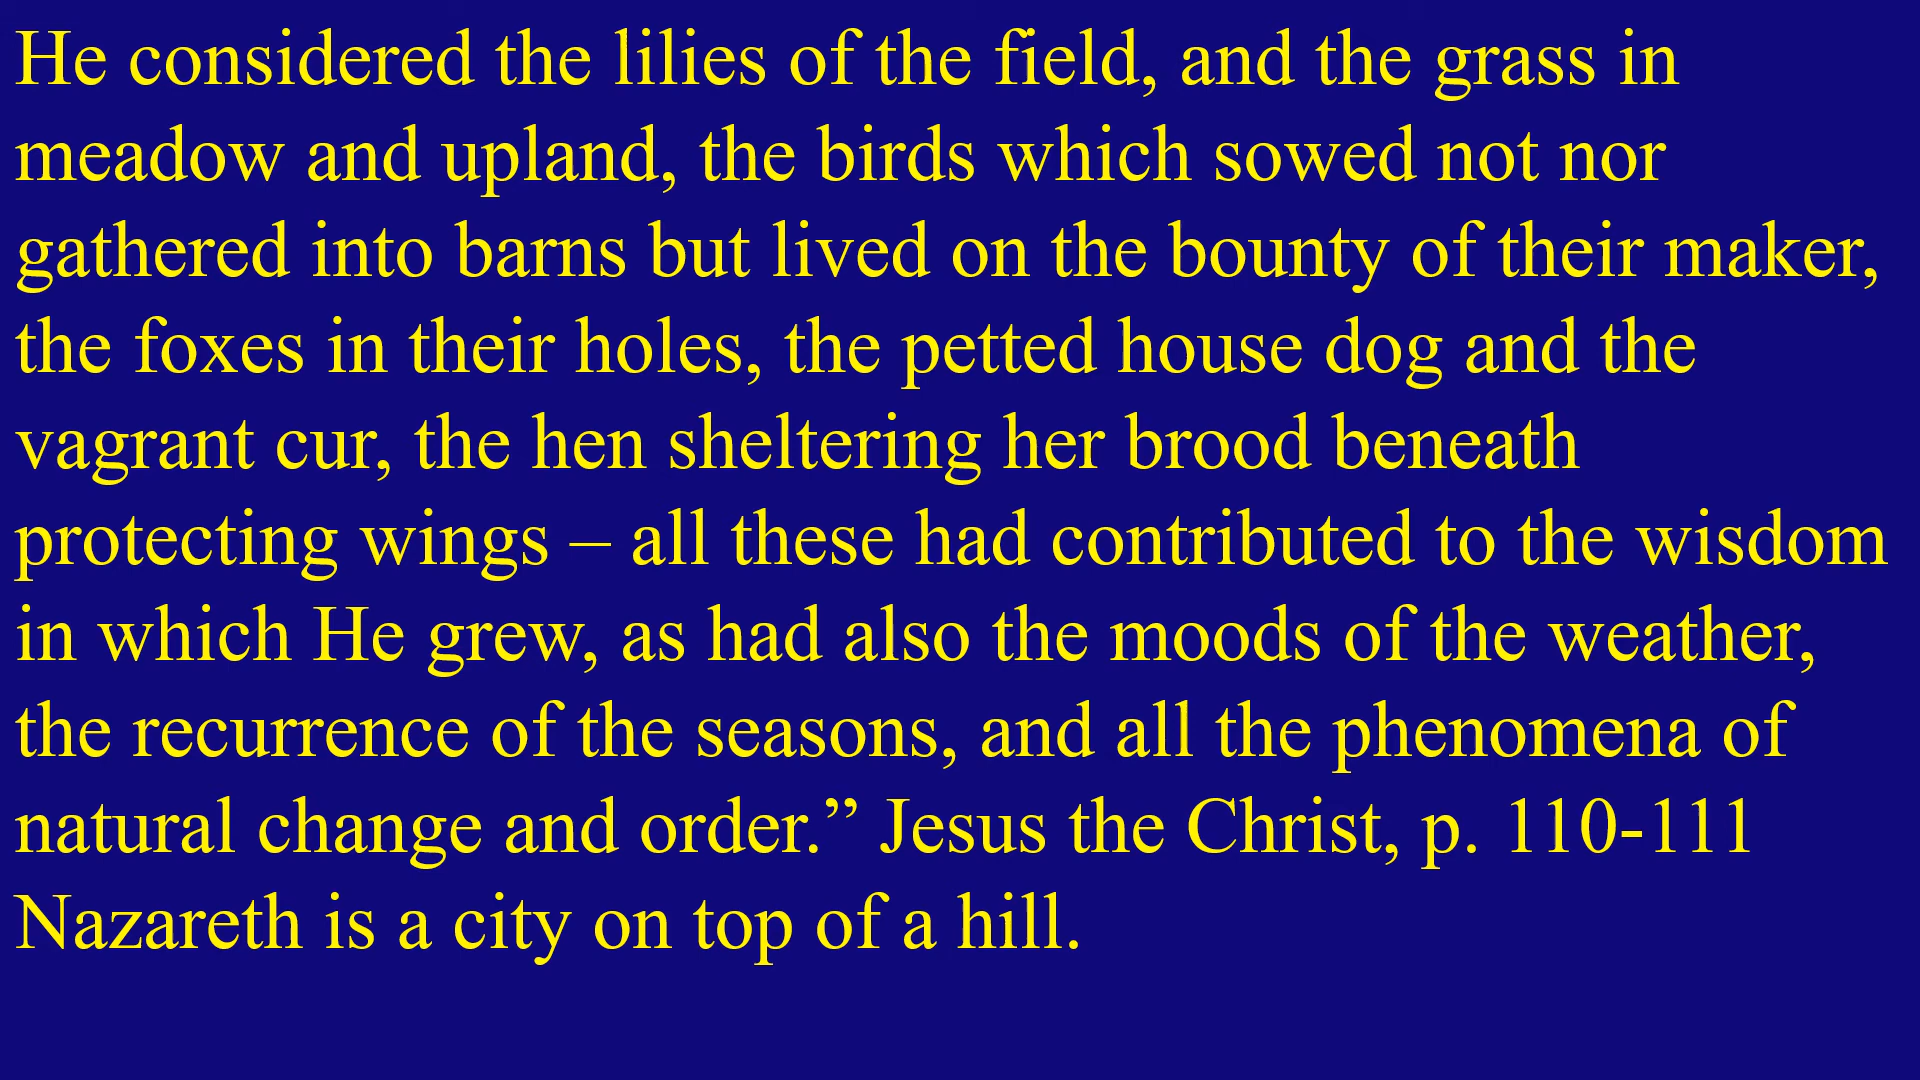 He considered the lilies of the field, and the grass in
meadow and upland, the birds which sowed not nor
gathered into barns but lived on the bounty of their maker,
the foxes in their holes, the petted house dog and the
vagrant cur, the hen sheltering her brood beneath
protecting wings – all these had contributed to the wisdom
in which He grew, as had also the moods of the weather,
the recurrence of the seasons, and all the phenomena of
natural change and order.” Jesus the Christ, p. 110-111
Nazareth is a city on top of a hill.